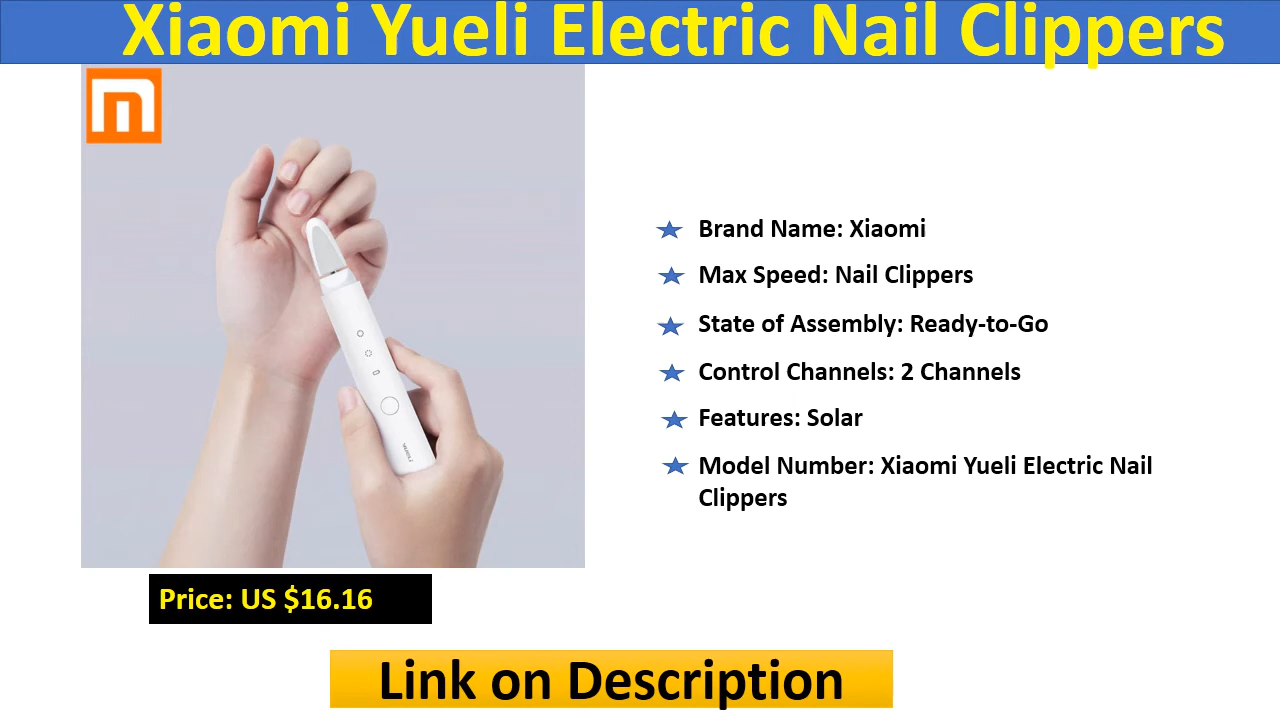 Xiaomi Yueli Electric Nail Clippers
Brand Name: Xiaomi
Max Speed: Nail Clippers
State of Assembly: Ready-to-Go
Control Channels: 2 Channels
Features: Solar
Model Number: Xiaomi Yueli Electric Nail
Clippers
Price: US $16.16
Link on Description